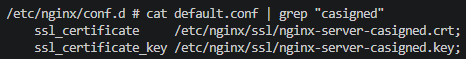 /etc/nginx/conf.d # cat default.conf | grep "casigned"
    ssl_certificate     /etc/nginx/ssl/nginx-server-casigned.crt;
    ssl_certificate_key /etc/nginx/ssl/nginx-server-casigned.key;